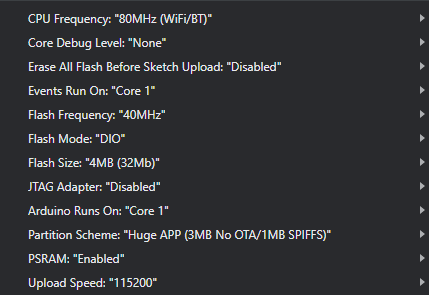 CPU Frequency: "80MHz (WiFi/BT)"
Core Debug Level: "None"
Erase All Flash Before Sketch Upload: "Disabled"
Events Run On: "Core 1"
Flash Frequency: "40MHz"
Flash Mode: "DIO"
Flash Size: "4MB (32Mb)"
JTAG Adapter: "Disabled"
Arduino Runs On: "Core 1"
Partition Scheme: "Huge APP (3MB No OTA/1MB SPIFFS)"
PSRAM: "Enabled"
Upload Speed: "115200"